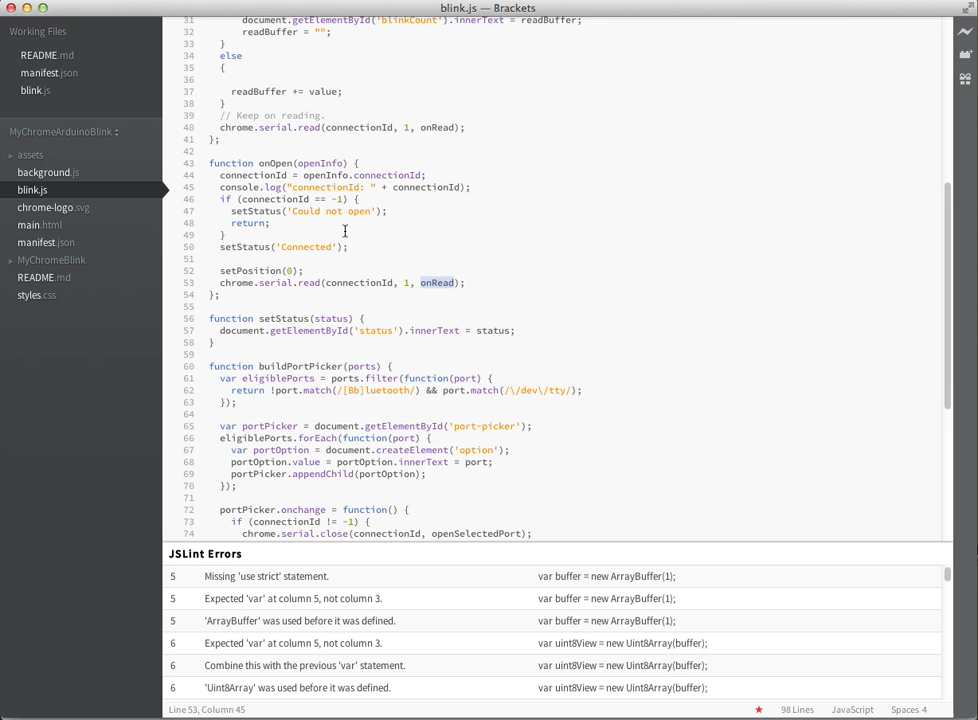 blink.js — Brackets
Working Files
README.md
manifest.json
blink.js
MyChromeArduinoBlink
assets
background.js
blink.js
chrome-logo.svg
main.html
manifest.json
MyChromeBlink
README.md
styles.css
31 document.getElementById('blinkCount').innerText = readBuffer;
32 readBuffer = "";
33 }
34 else
35 {
36
37 readBuffer += value;
38 }
39 // Keep on reading.
40 chrome.serial.read(connectionId, 1, onRead);
41 };
42
43 function onOpen(openInfo) {
44 connectionId = openInfo.connectionId;
45 console.log("connectionId: " + connectionId);
46 if (connectionId == -1) {
47 setStatus('Could not open');
48 return;
49 }
50 setStatus('Connected');
51
52 setPosition(0);
53 chrome.serial.read(connectionId, 1, onRead);
54 };
55
56 function setStatus(status) {
57 document.getElementById('status').innerText = status;
58 }
59
60 function buildPortPicker(ports) {
61 var eligiblePorts = ports.filter(function(port) {
62 return !port.match(/[Bb]luetooth/) && port.match(/\/dev\/tty/);
63 });
64
65 var portPicker = document.getElementById('port-picker');
66 eligiblePorts.forEach(function(port) {
67 var portOption = document.createElement('option');
68 portOption.value = portOption.innerText = port;
69 portPicker.appendChild(portOption);
70 });
71
72 portPicker.onchange = function() {
73 if (connectionId != -1) {
74 chrome.serial.close(connectionId, openSelectedPort);
JSLint Errors
5 Missing 'use strict' statement. var buffer = new ArrayBuffer(1);
5 Expected 'var' at column 5, not column 3. var buffer = new ArrayBuffer(1);
5 'ArrayBuffer' was used before it was defined. var buffer = new ArrayBuffer(1);
6 Expected 'var' at column 5, not column 3. var uint8View = new Uint8Array(buffer);
6 Combine this with the previous 'var' statement. var uint8View = new Uint8Array(buffer);
6 'Uint8Array' was used before it was defined. var uint8View = new Uint8Array(buffer);
Line 53, Column 45 98 Lines JavaScript Spaces 4